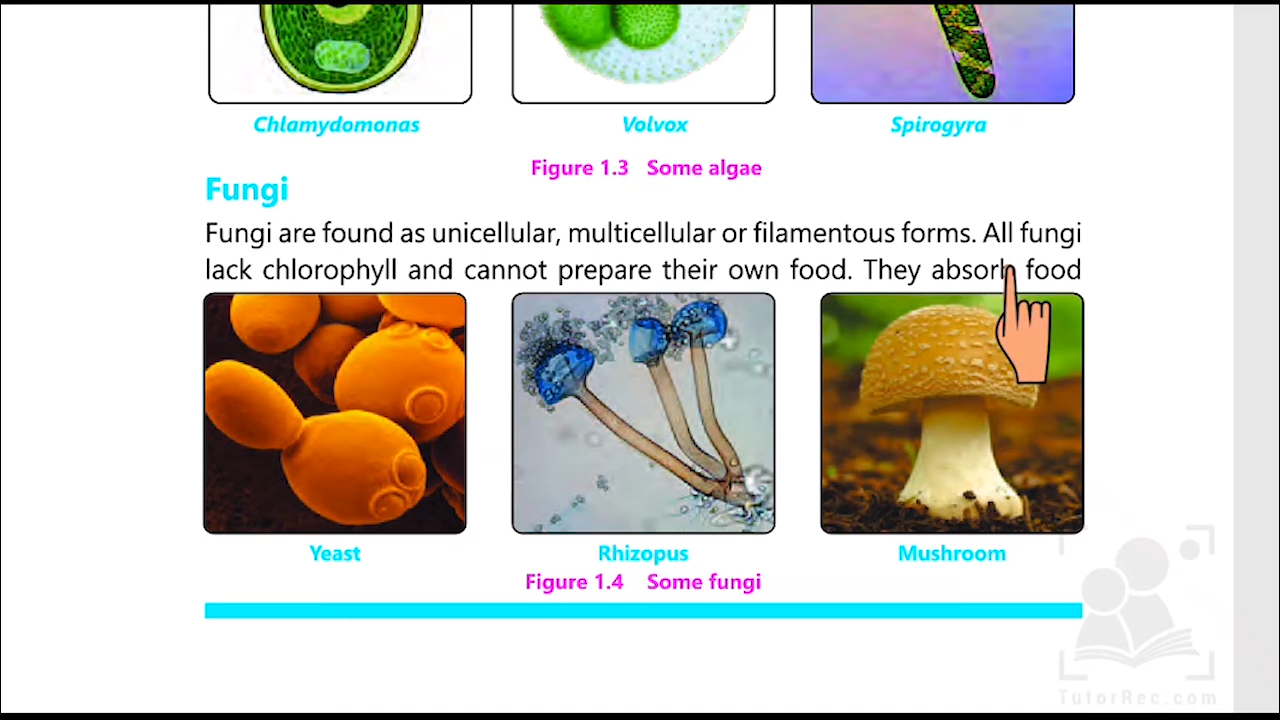 Chlamydomonas
Volvox
Spirogyra
Figure 1.3 Some algae
Fungi
Fungi are found as unicellular, multicellular or filamentous forms. All fungi
lack chlorophyll and cannot prepare their own food. They absorb food
Yeast
Rhizopus
Mushroom
Figure 1.4 Some fungi
TutorRec.com